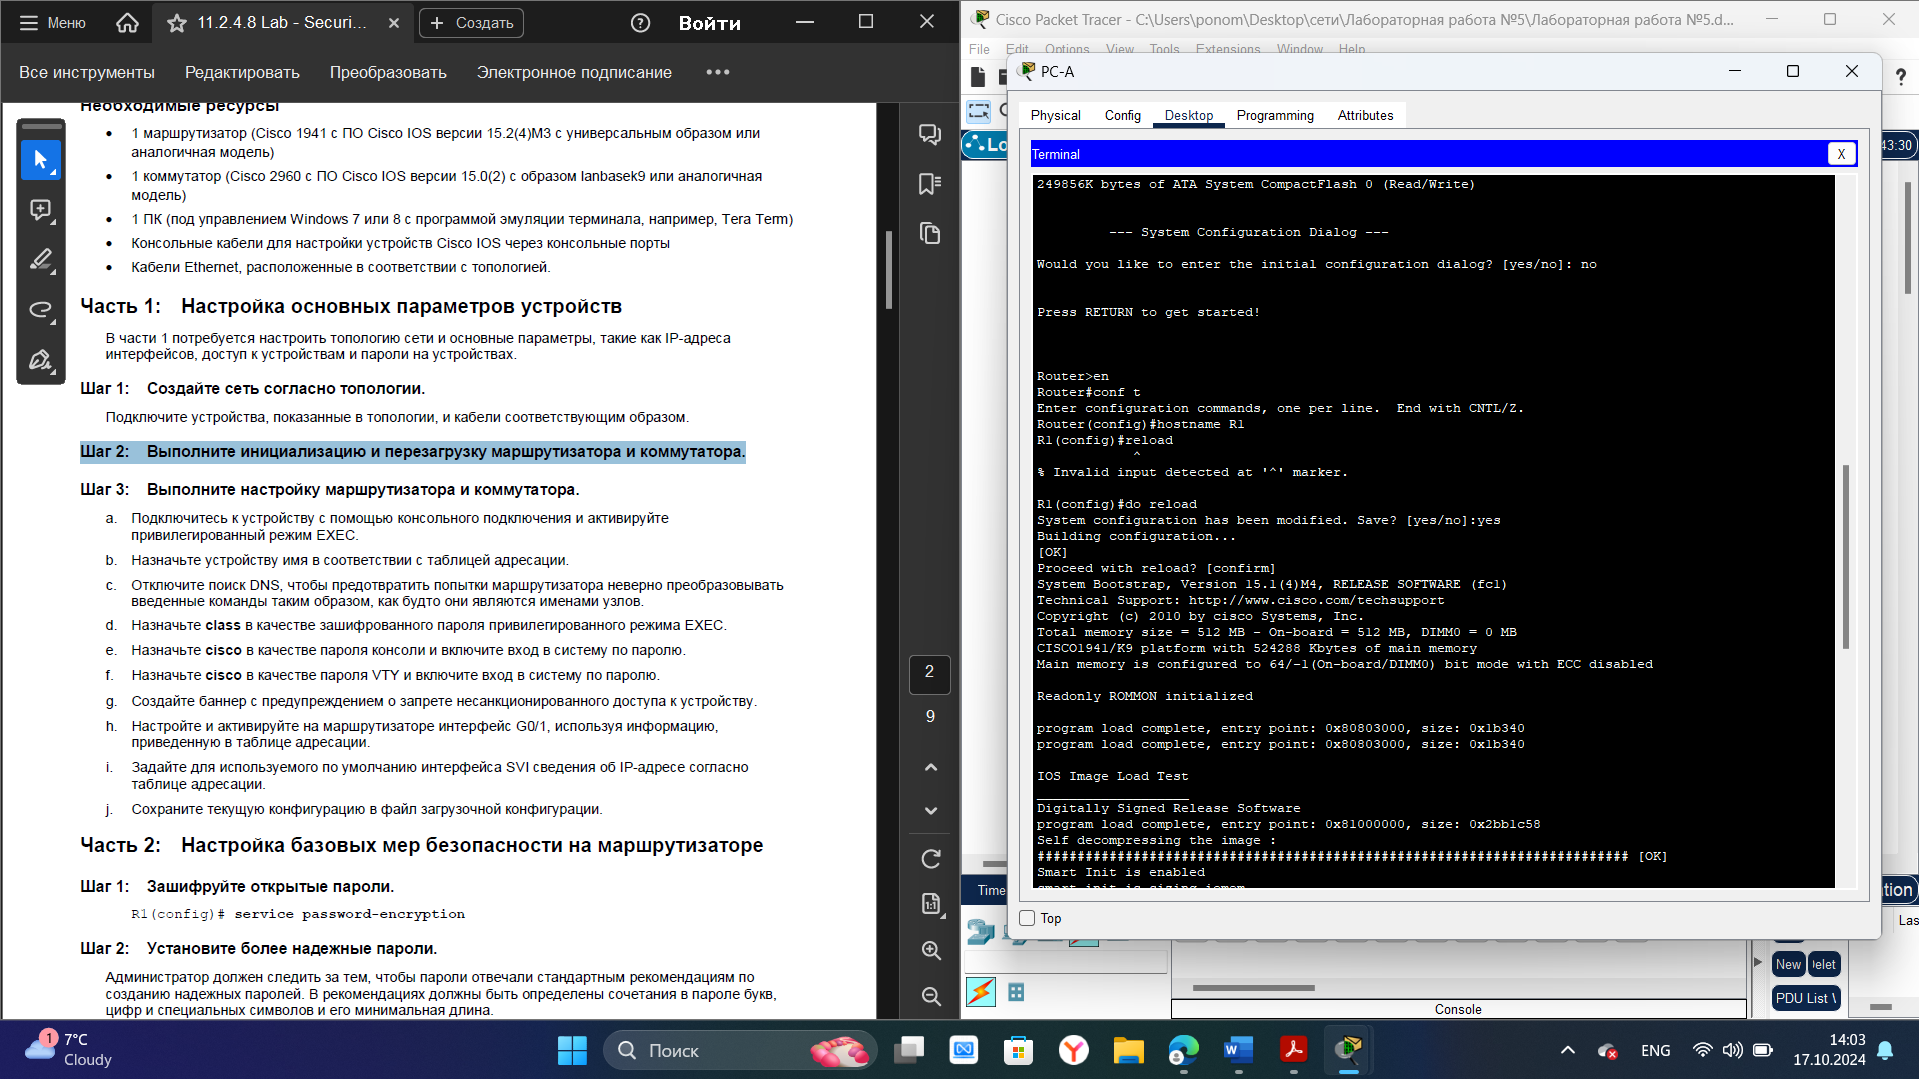 Меню
11.2.4.8 Lab - Securi...
Создать
Войти
Все инструменты
Редактировать
Преобразовать
Электронное подписание
Необходимые ресурсы
• 1 маршрутизатор (Cisco 1941 с ПО Cisco IOS версии 15.2(4)M3 с универсальным образом или
аналогичная модель)
• 1 коммутатор (Cisco 2960 с ПО Cisco IOS версии 15.0(2) с образом lanbasek9 или аналогичная
модель)
• 1 ПК (под управлением Windows 7 или 8 с программой эмуляции терминала, например, Tera Term)
• Консольные кабели для настройки устройств Cisco IOS через консольные порты
• Кабели Ethernet, расположенные в соответствии с топологией.
Часть 1: Настройка основных параметров устройств
В части 1 потребуется настроить топологию сети и основные параметры, такие как IP-адреса
интерфейсов, доступ к устройствам и пароли на устройствах.
Шаг 1: Создайте сеть согласно топологии.
Подключите устройства, показанные в топологии, и кабели соответствующим образом.
Шаг 2: Выполните инициализацию и перезагрузку маршрутизатора и коммутатора.
Шаг 3: Выполните настройку маршрутизатора и коммутатора.
a. Подключитесь к устройству с помощью консольного подключения и активируйте
привилегированный режим EXEC.
b. Назначьте устройству имя в соответствии с таблицей адресации.
c. Отключите поиск DNS, чтобы предотвратить попытки маршрутизатора неверно преобразовывать
введенные команды таким образом, как будто они являются именами узлов.
d. Назначьте class в качестве зашифрованного пароля привилегированного режима EXEC.
e. Назначьте cisco в качестве пароля консоли и включите вход в систему по паролю.
f. Назначьте cisco в качестве пароля VTY и включите вход в систему по паролю.
g. Создайте баннер с предупреждением о запрете несанкционированного доступа к устройству.
h. Настройте и активируйте на маршрутизаторе интерфейс G0/1, используя информацию,
приведенную в таблице адресации.
i. Задайте для используемого по умолчанию интерфейса SVI сведения об IP-адресе согласно
таблице адресации.
j. Сохраните текущую конфигурацию в файл загрузочной конфигурации.
Часть 2: Настройка базовых мер безопасности на маршрутизаторе
Шаг 1: Зашифруйте открытые пароли.
R1(config)# service password-encryption
Шаг 2: Установите более надежные пароли.
Администратор должен следить за тем, чтобы пароли отвечали стандартным рекомендациям по
созданию надежных паролей. В рекомендациях должны быть определены сочетания в пароле букв,
цифр и специальных символов и его минимальная длина.
2
9
1:1
Cisco Packet Tracer - C:\Users\ponom\Desktop\сети\Лабораторная работа №5\Лабораторная работа №5.d...
File Edit Options View Tools Extensions Window Help
PC-A
Physical Config Desktop Programming Attributes
Lo
43:30
Terminal
X
249856K bytes of ATA System CompactFlash 0 (Read/Write)
--- System Configuration Dialog ---
Would you like to enter the initial configuration dialog? [yes/no]: no
Press RETURN to get started!
Router>en
Router#conf t
Enter configuration commands, one per line. End with CNTL/Z.
Router(config)#hostname R1
R1(config)#reload
^
% Invalid input detected at '^' marker.
R1(config)#do reload
System configuration has been modified. Save? [yes/no]:yes
Building configuration...
[OK]
Proceed with reload? [confirm]
System Bootstrap, Version 15.1(4)M4, RELEASE SOFTWARE (fc1)
Technical Support: http://www.cisco.com/techsupport
Copyright (c) 2010 by cisco Systems, Inc.
Total memory size = 512 MB - On-board = 512 MB, DIMM0 = 0 MB
CISCO1941/K9 platform with 524288 Kbytes of main memory
Main memory is configured to 64/-1(On-board/DIMM0) bit mode with ECC disabled
Readonly ROMMON initialized
program load complete, entry point: 0x80803000, size: 0x1b340
program load complete, entry point: 0x80803000, size: 0x1b340
IOS Image Load Test
___________________
Digitally Signed Release Software
program load complete, entry point: 0x81000000, size: 0x2bb1c58
Self decompressing the image :
########################################################################## [OK]
Smart Init is enabled
smart init is sizing iomem
Top
Time
tion
Las
New
elet
PDU List \
Console
1
7°C
Cloudy
Поиск
ENG
14:03
17.10.2024